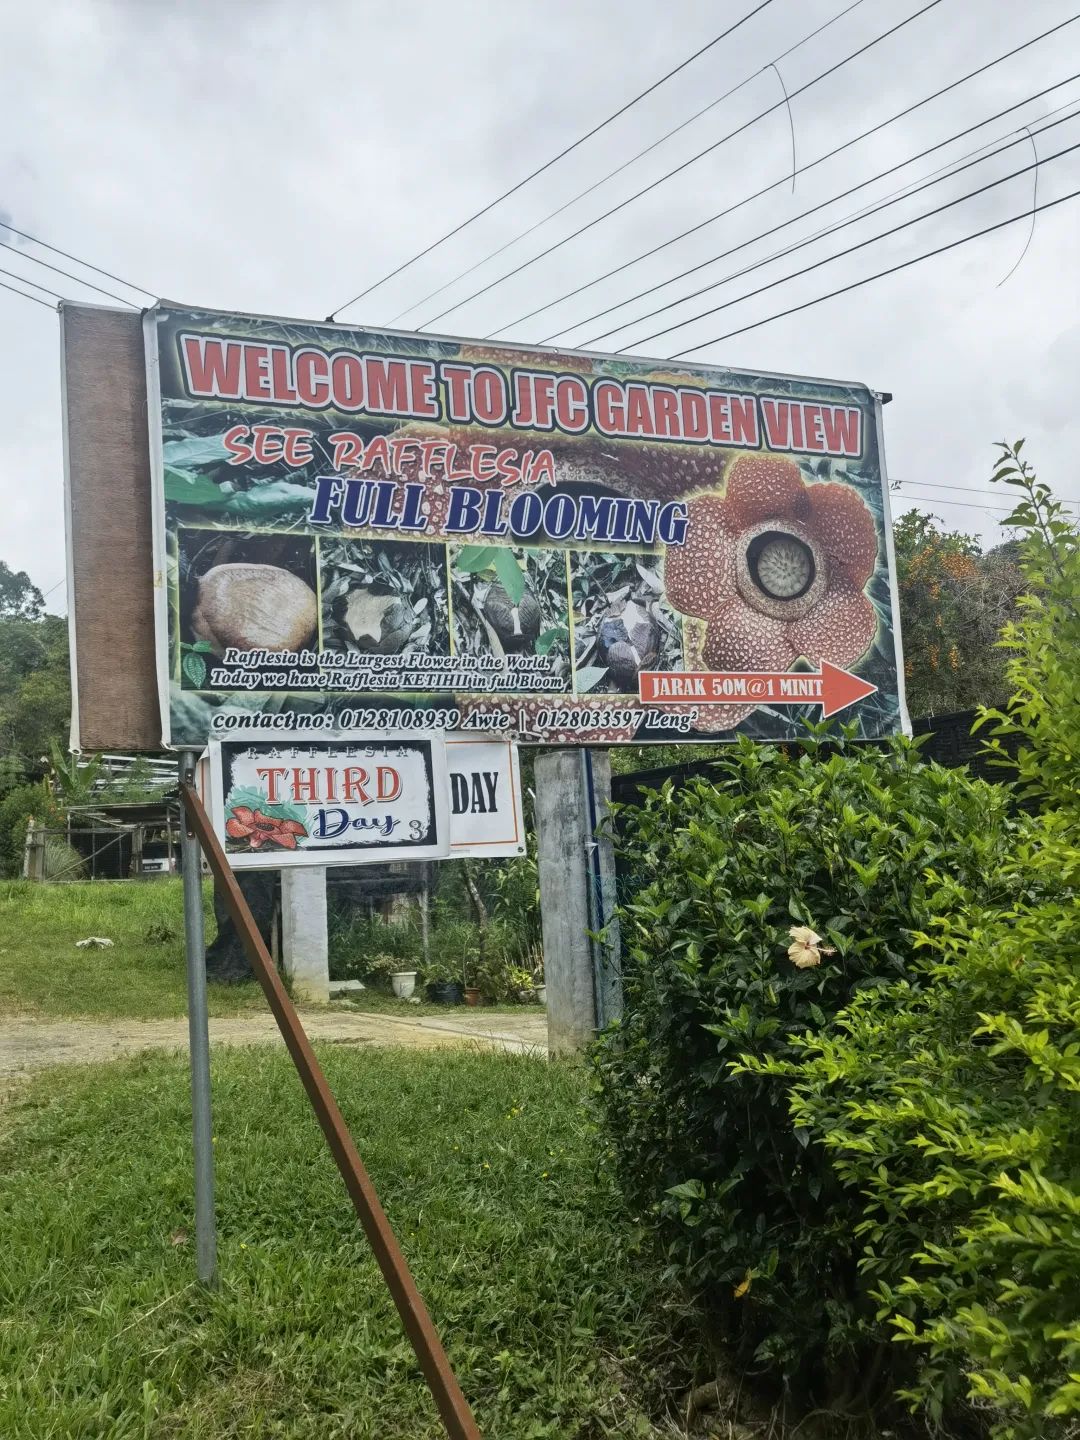 WELCOME TO JFC GARDEN VIEW
SEE RAFFLESIA
FULL BLOOMING
Rafflesia is the Largest Flower in the World,
Today we have Rafflesia KETIHII in full Bloom
JARAK 50M@1 MINIT
contact no: 0128108939 Awie | 0128033597 Leng²
RAFFLESIA
THIRD
Day 3
DAY